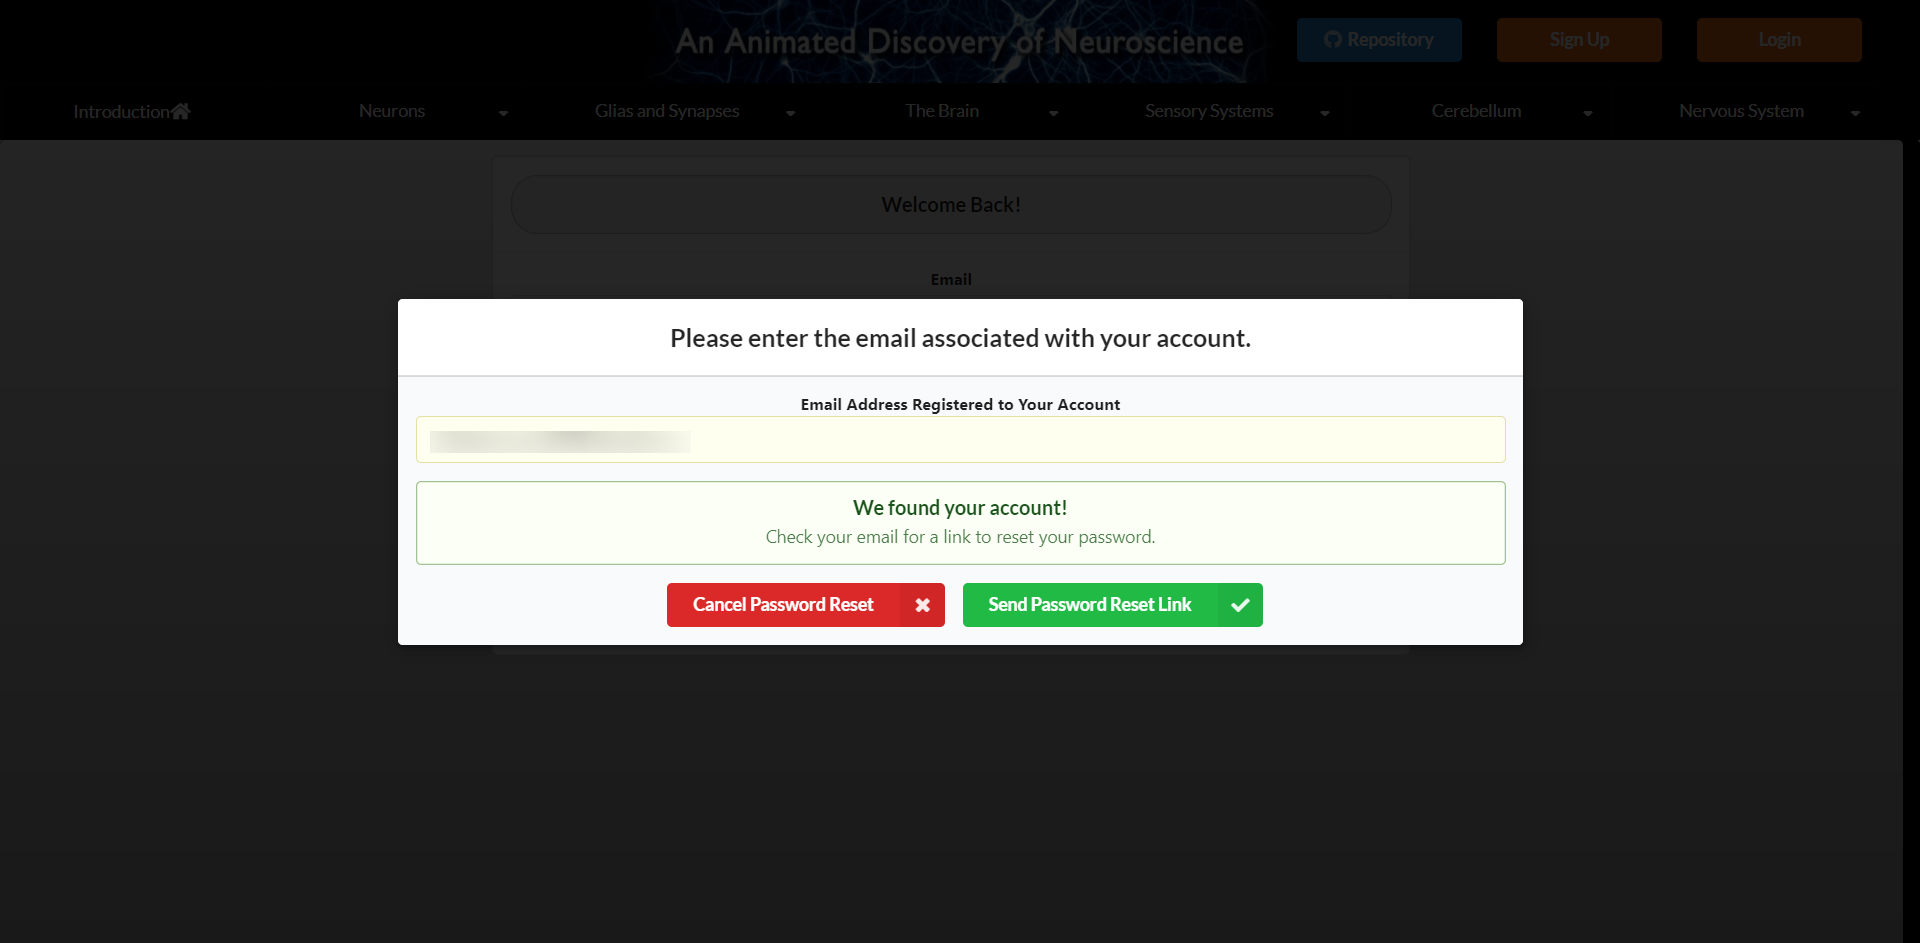 An Animated Discovery of Neuroscience
Repository
Sign Up
Login
Introduction
Neurons
Glias and Synapses
The Brain
Sensory Systems
Cerebellum
Nervous System
Welcome Back!
Email
Please enter the email associated with your account.
Email Address Registered to Your Account
We found your account!
Check your email for a link to reset your password.
Cancel Password Reset
Send Password Reset Link